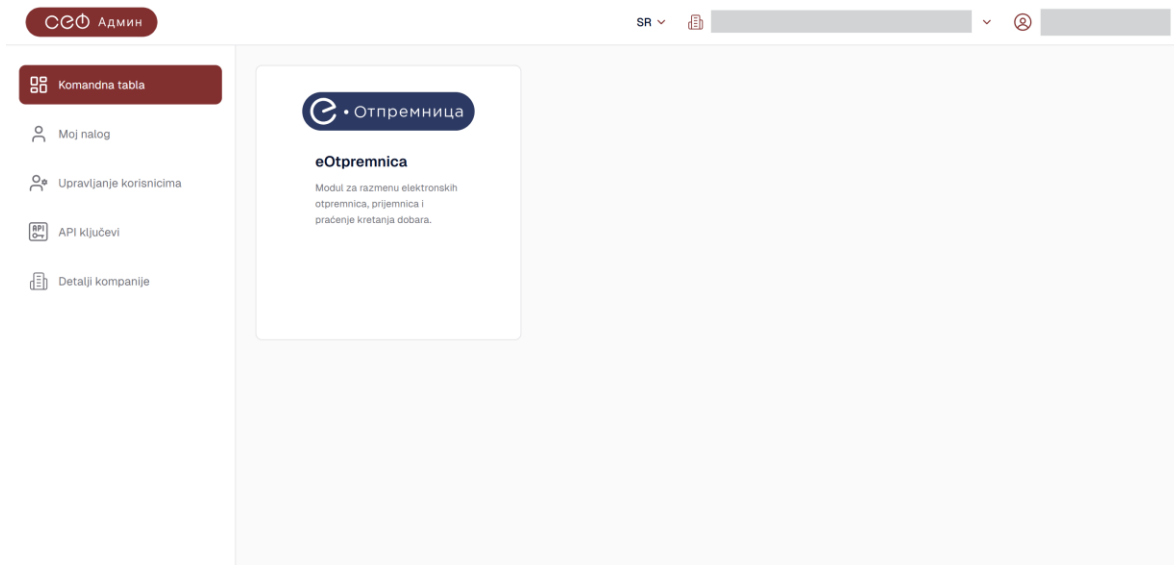 СЕФ Админ
SR
Komandna tabla
Moj nalog
Upravljanje korisnicima
API
API ključevi
Detalji kompanije
е • Отпремница
eOtpremnica
Modul za razmenu elektronskih
otpremnica, prijemnica i
praćenje kretanja dobara.